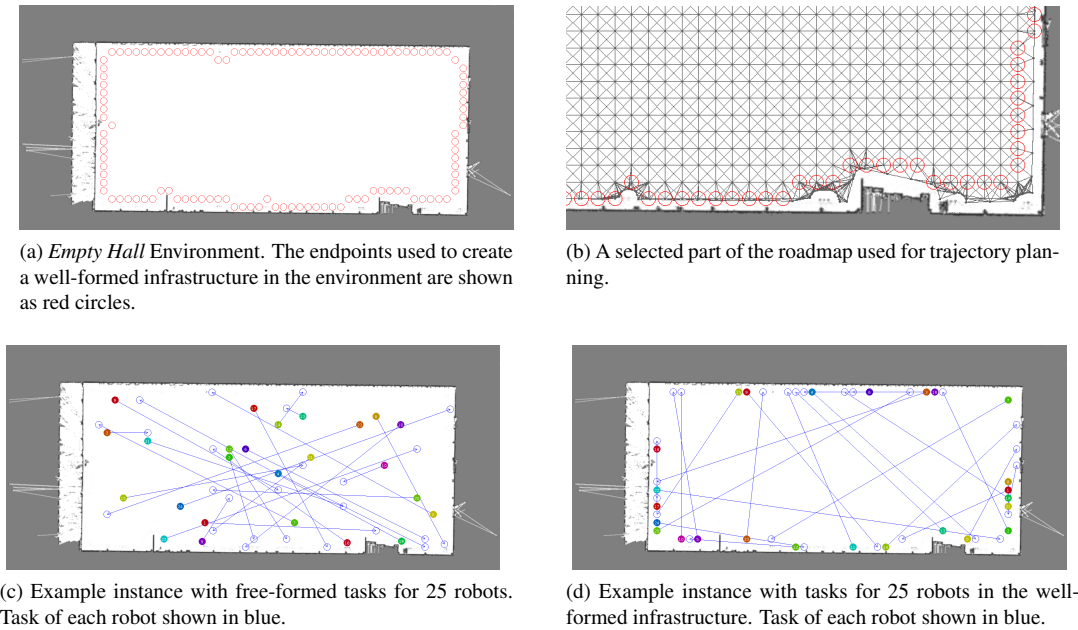 (a) Empty Hall Environment. The endpoints used to create
a well-formed infrastructure in the environment are shown
as red circles.
(b) A selected part of the roadmap used for trajectory plan-
ning.
(c) Example instance with free-formed tasks for 25 robots.
Task of each robot shown in blue.
(d) Example instance with tasks for 25 robots in the well-
formed infrastructure. Task of each robot shown in blue.